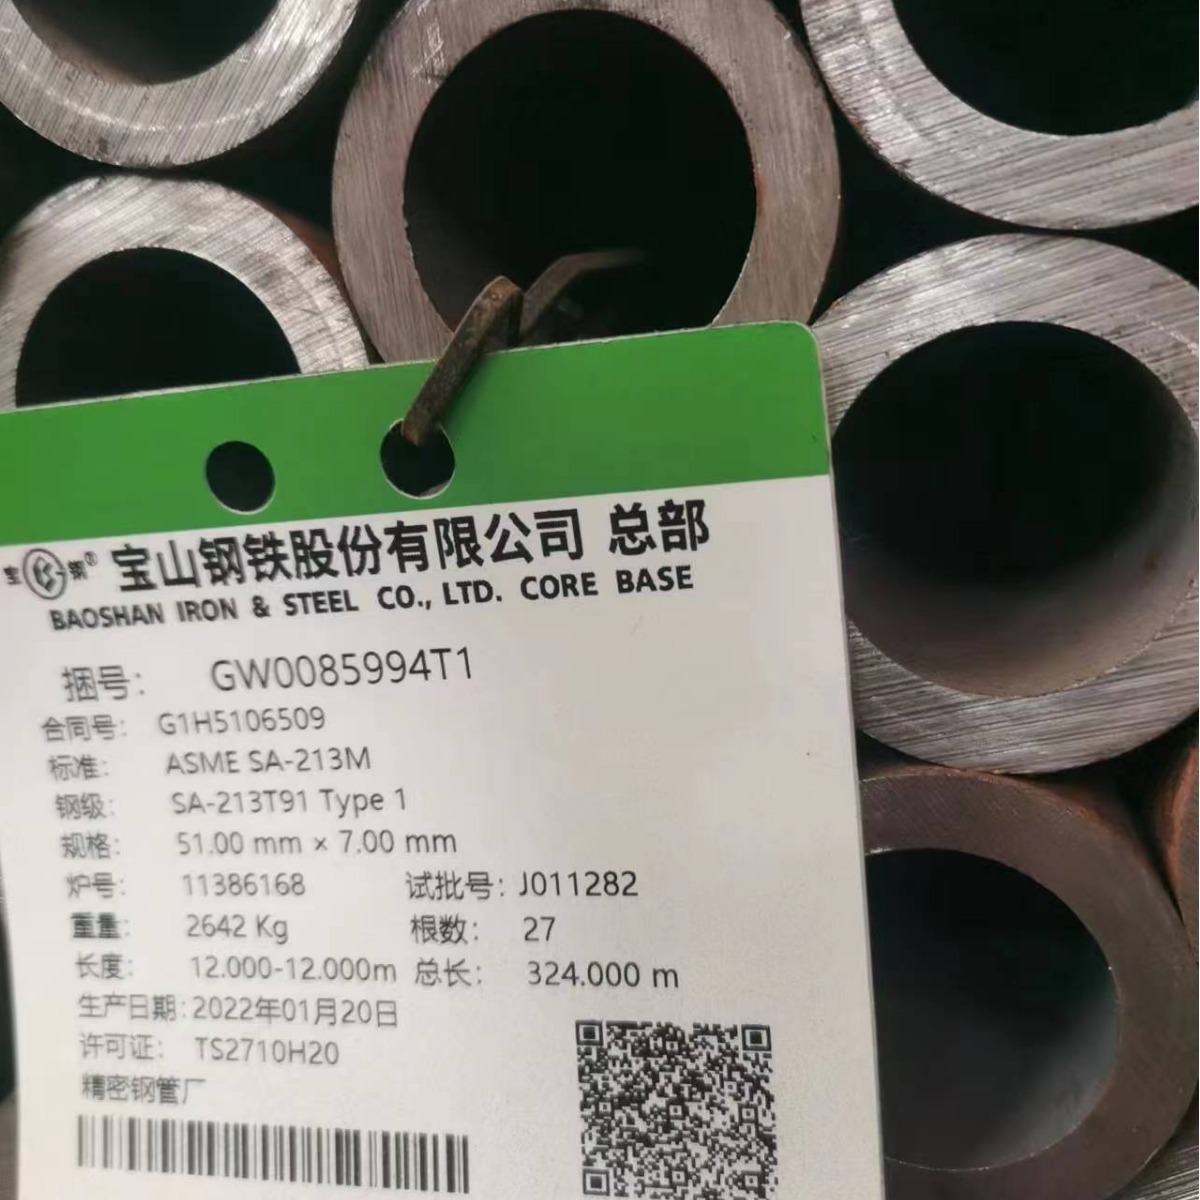 宝钢® 宝山钢铁股份有限公司 总部
BAOSHAN IRON & STEEL CO., LTD. CORE BASE
捆号: GW0085994T1
合同号: G1H5106509
标准: ASME SA-213M
钢级: SA-213T91 Type 1
规格: 51.00 mm × 7.00 mm
炉号: 11386168 试批号: J011282
重量: 2642 Kg 根数: 27
长度: 12.000-12.000m 总长: 324.000 m
生产日期: 2022年01月20日
许可证: TS2710H20
精密钢管厂